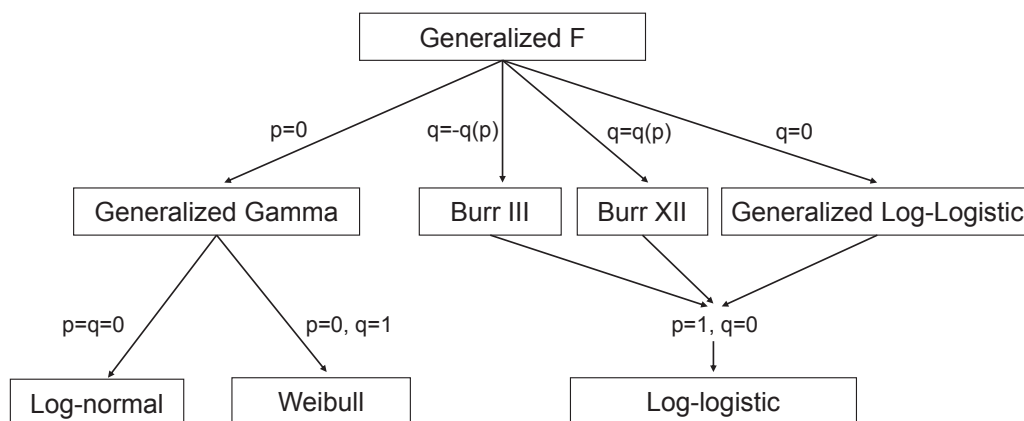 Generalized F
p=0
q=-q(p)
q=q(p)
q=0
Generalized Gamma
Burr III
Burr XII
Generalized Log-Logistic
p=q=0
p=0, q=1
p=1, q=0
Log-normal
Weibull
Log-logistic